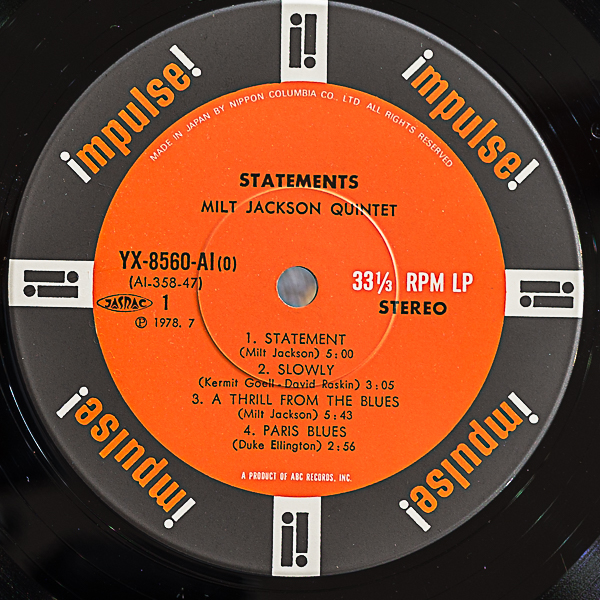 impulse!
impulse!
MADE IN JAPAN BY NIPPON COLUMBIA CO., LTD. ALL RIGHTS RESERVED
STATEMENTS
MILT JACKSON QUINTET
YX-8560-AI(O)
(AI-358-47)
JASRAC 1
Ⓟ 1978. 7
33⅓ RPM LP
STEREO
1. STATEMENT
(Milt Jackson) 5:00
2. SLOWLY
(Kermit Goell-David Raskin) 3:05
3. A THRILL FROM THE BLUES
(Milt Jackson) 5:43
4. PARIS BLUES
(Duke Ellington) 2:56
A PRODUCT OF ABC RECORDS, INC.
impulse!
impulse!
i!
i!
i!
i!